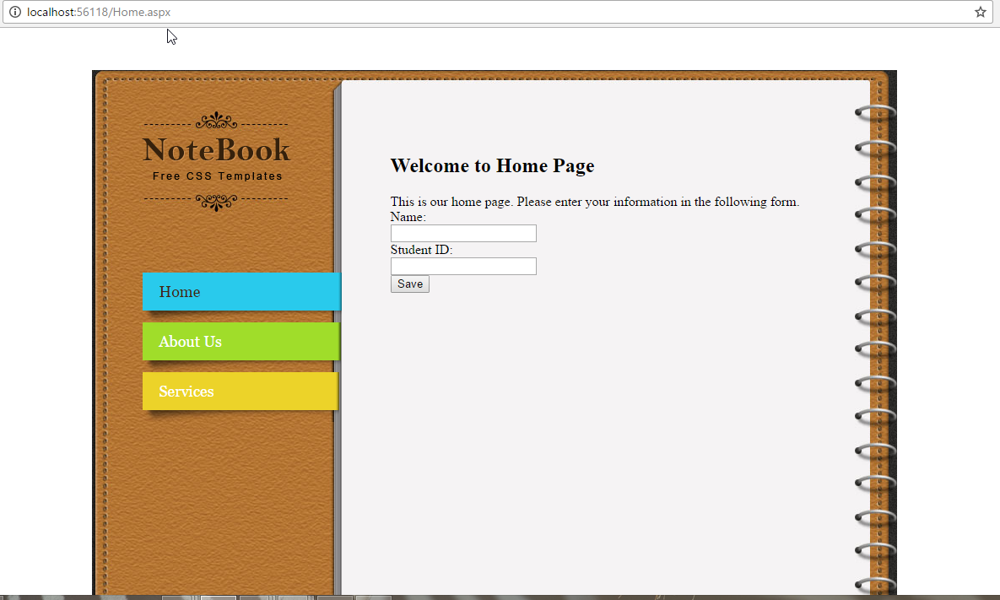 localhost:56118/Home.aspx
NoteBook
Free CSS Templates
Home
About Us
Services
Welcome to Home Page
This is our home page. Please enter your information in the following form.
Name:
Student ID:
Save